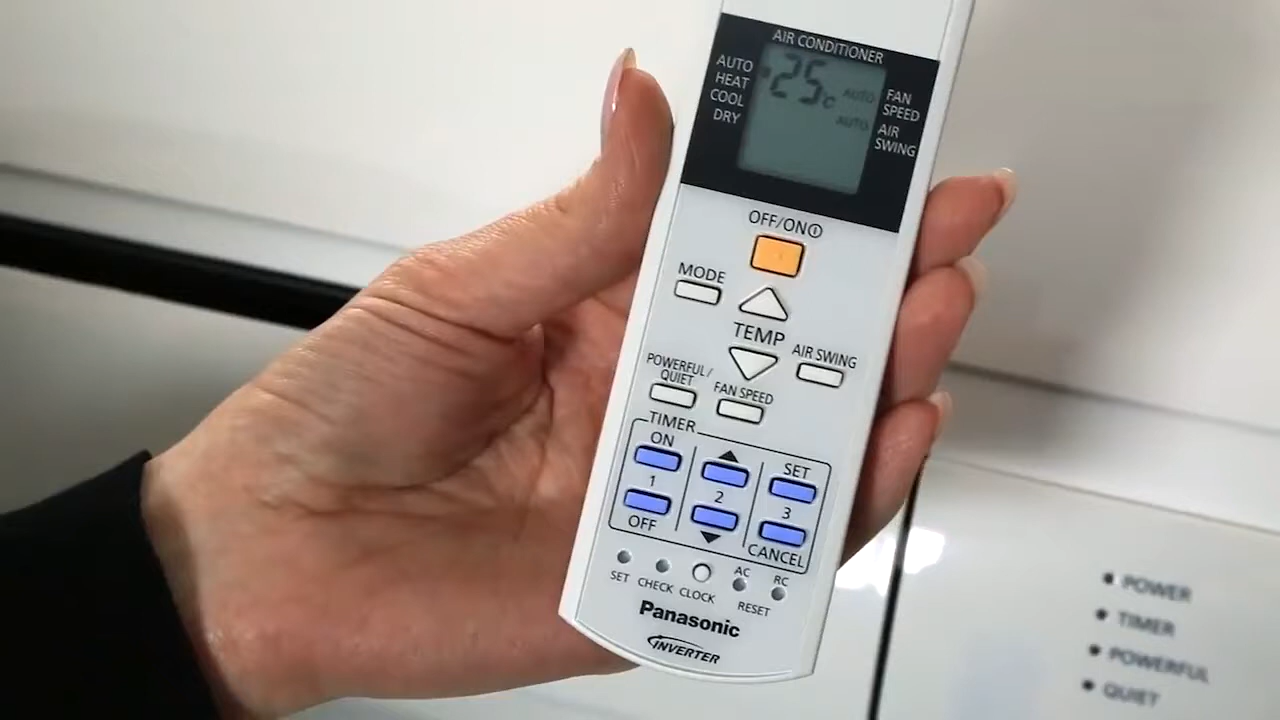 AIR CONDITIONER
AUTO
HEAT
COOL
DRY
25°C
AUTO
AUTO
FAN
SPEED
AIR
SWING
OFF/ON
MODE
TEMP
AIR SWING
POWERFUL/
QUIET
FAN SPEED
TIMER
ON
SET
1
2
3
OFF
CANCEL
SET
CHECK
CLOCK
AC
RC
RESET
Panasonic
INVERTER
POWER
TIMER
POWERFUL
QUIET